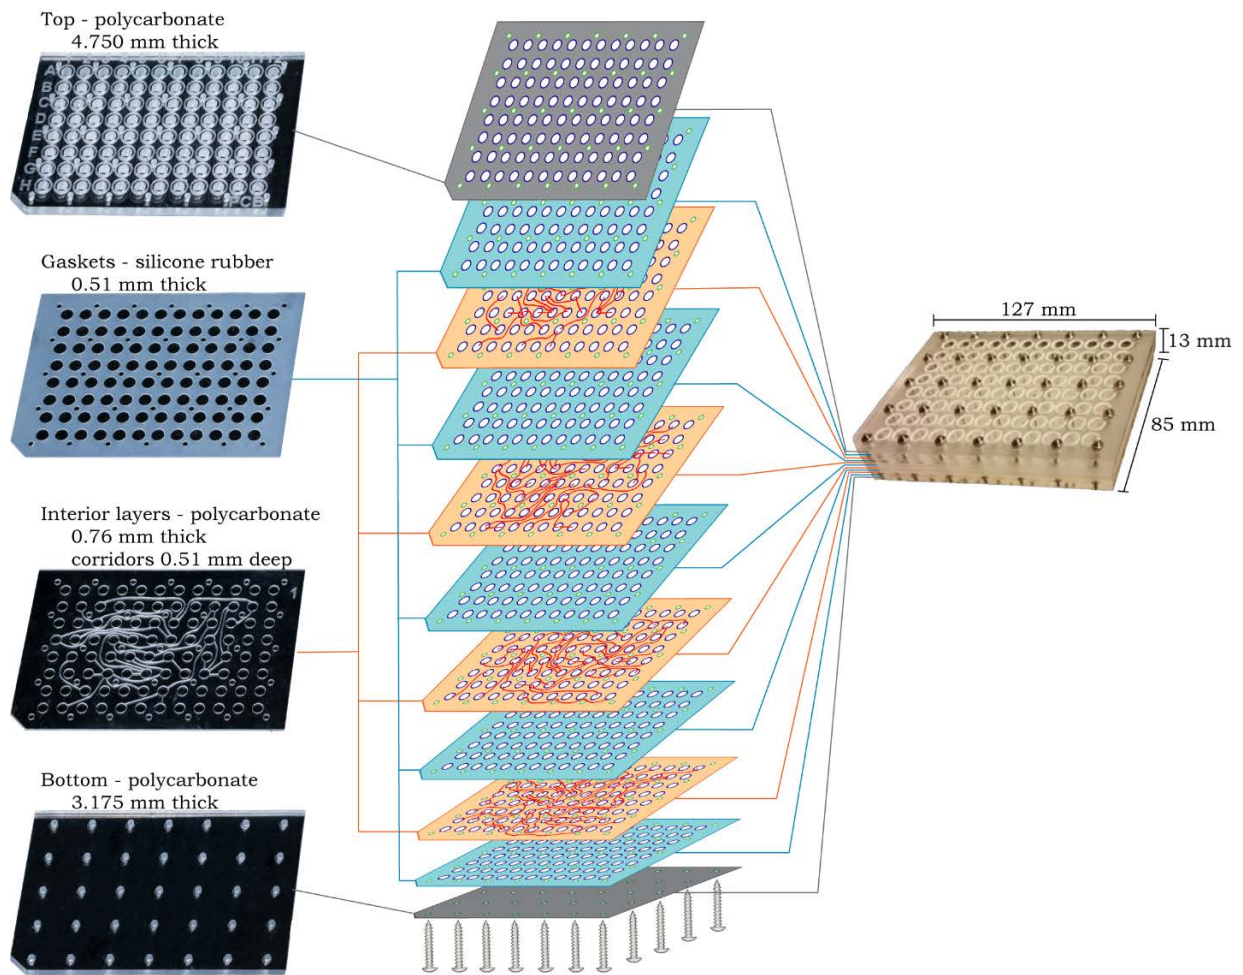 Top - polycarbonate
4.750 mm thick
A
B
C
D
E
F
G
H
PCB
Gaskets - silicone rubber
0.51 mm thick
127 mm
13 mm
85 mm
Interior layers - polycarbonate
0.76 mm thick
corridors 0.51 mm deep
1
Bottom - polycarbonate
3.175 mm thick